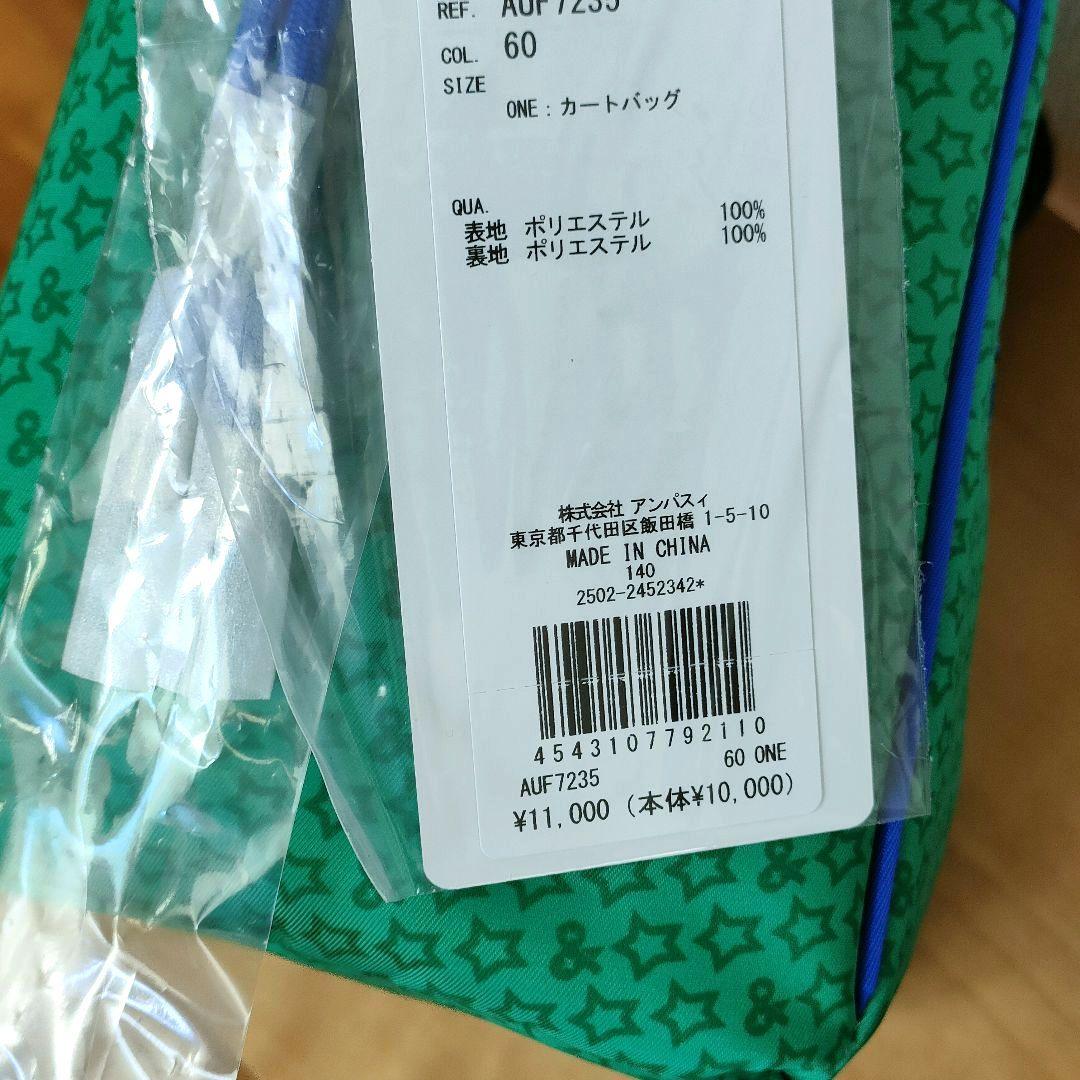 REF. AUF7235
COL. 60
SIZE
ONE：カートバッグ
QUA.
表地 ポリエステル 100%
裏地 ポリエステル 100%
株式会社 アンパスィ
東京都千代田区飯田橋 1-5-10
MADE IN CHINA
140
2502-2452342*
4543107792110
AUF7235 60 ONE
¥11,000 (本体¥10,000)